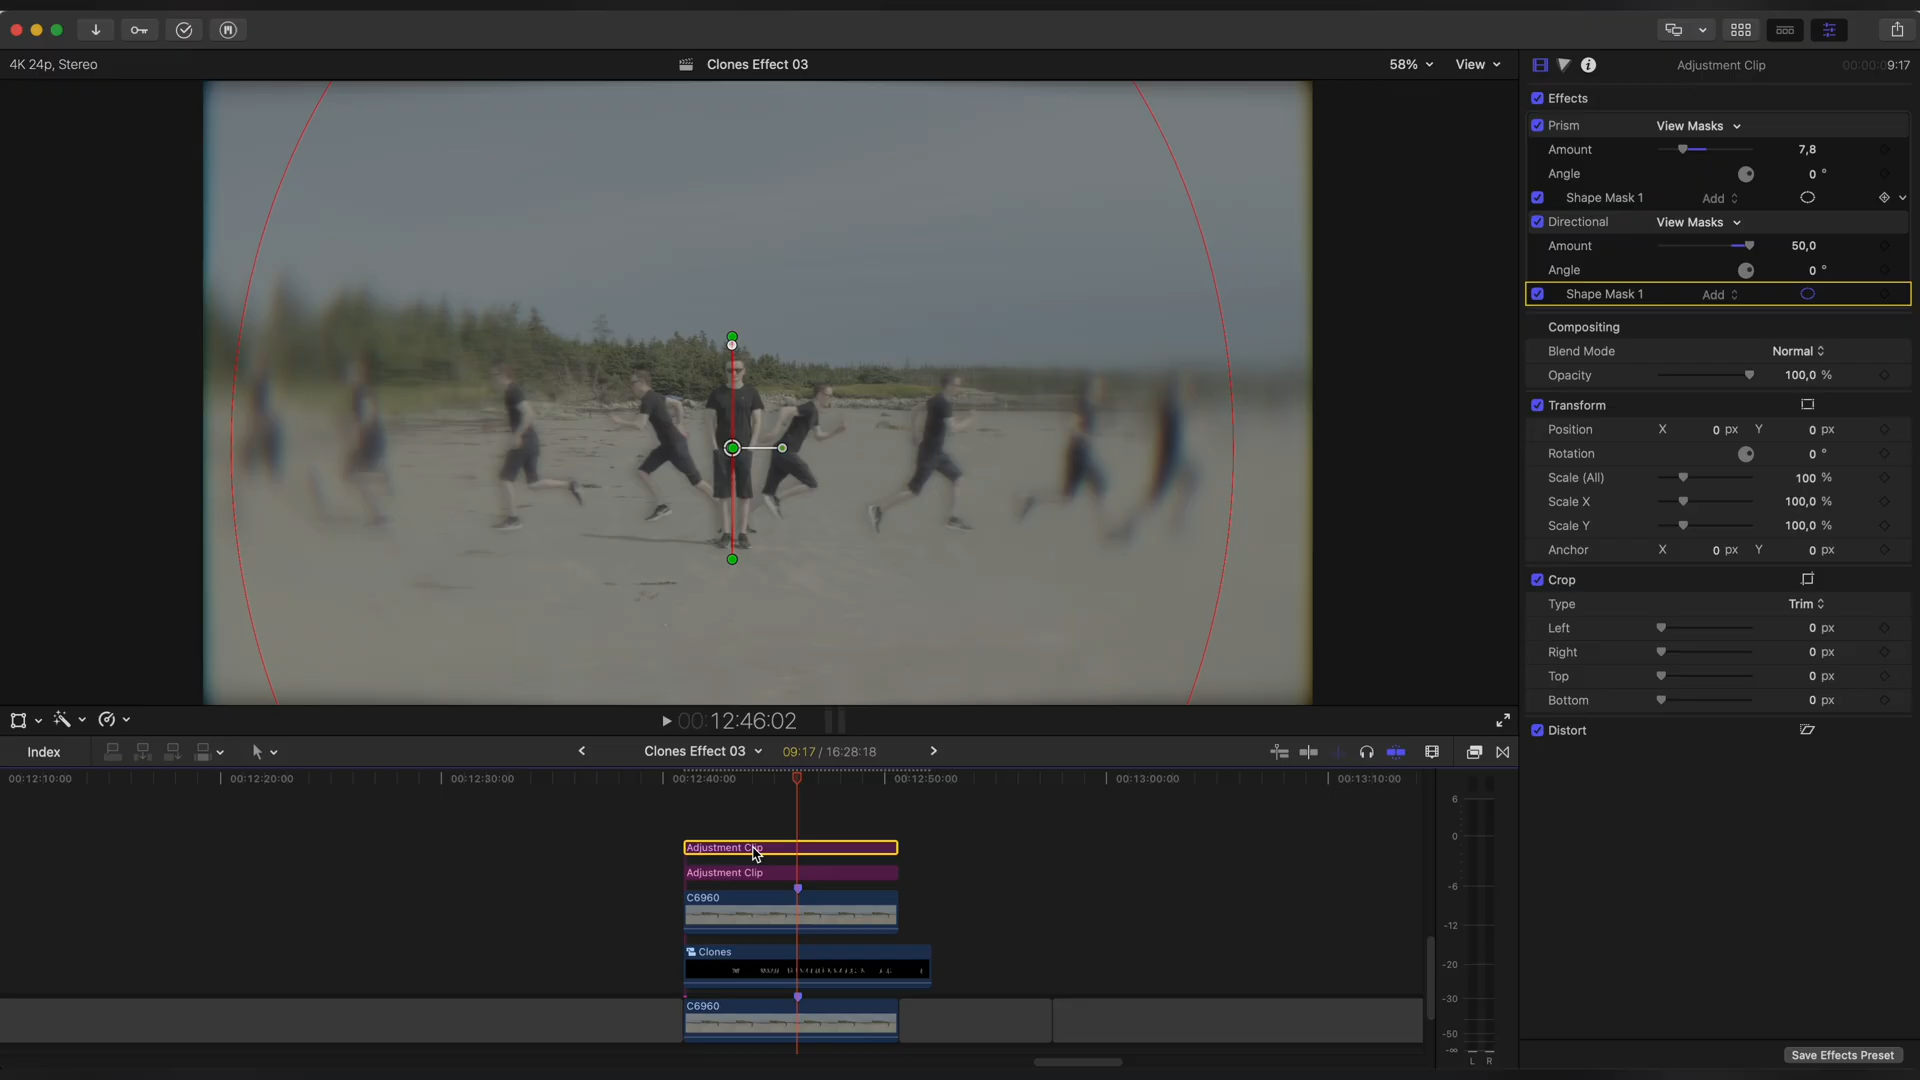 4K 24p, Stereo
Clones Effect 03
58%
View
Adjustment Clip
00:00:09:17
Effects
Prism
View Masks
Amount
7,8
Angle
0 °
Shape Mask 1
Add
Directional
View Masks
Amount
50,0
Angle
0 °
Shape Mask 1
Add
Compositing
Blend Mode
Normal
Opacity
100,0 %
Transform
Position
X
0 px
Y
0 px
Rotation
0 °
Scale (All)
100 %
Scale X
100,0 %
Scale Y
100,0 %
Anchor
X
0 px
Y
0 px
Crop
Type
Trim
Left
0 px
Right
0 px
Top
0 px
Bottom
0 px
Distort
00:12:46:02
Index
Clones Effect 03
09:17 / 16:28:18
00:12:10:00
00:12:20:00
00:12:30:00
00:12:40:00
00:12:50:00
00:13:00:00
00:13:10:00
Adjustment Clip
Adjustment Clip
C6960
Clones
C6960
6
0
-6
-12
-20
-30
-50
-∞
L
R
Save Effects Preset